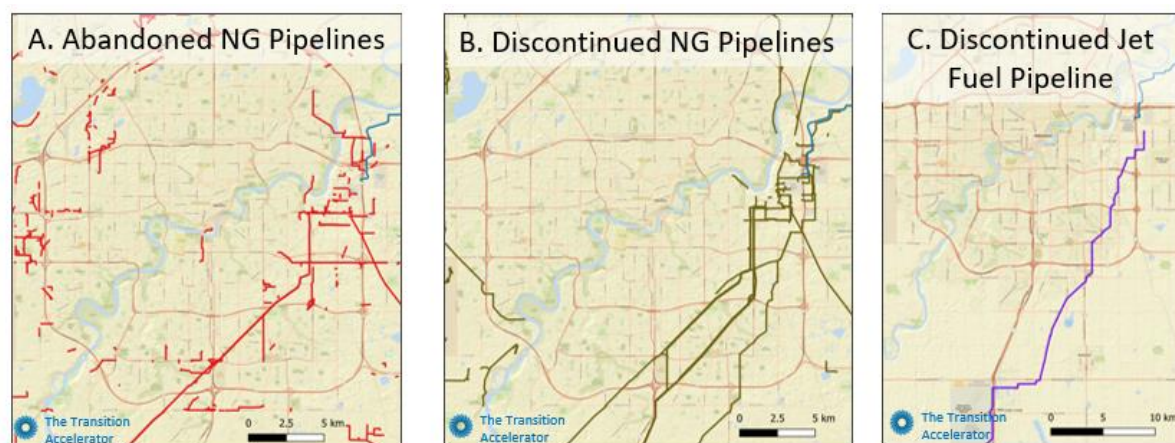 A. Abandoned NG Pipelines
The Transition
Accelerator
0 2.5 5 km
B. Discontinued NG Pipelines
The Transition
Accelerator
0 2.5 5 km
C. Discontinued Jet
Fuel Pipeline
The Transition
Accelerator
0 5 10 km